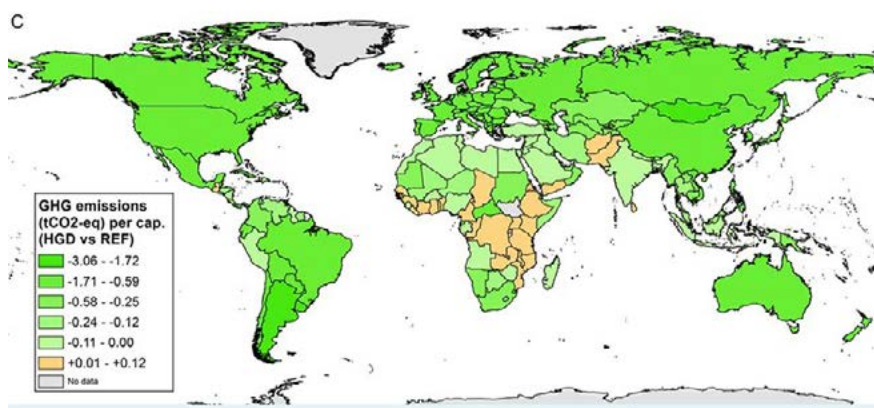 C
GHG emissions
(tCO2-eq) per cap.
(HGD vs REF)
-3.06 - -1.72
-1.71 - -0.59
-0.58 - -0.25
-0.24 - -0.12
-0.11 - 0.00
+0.01 - +0.12
No data